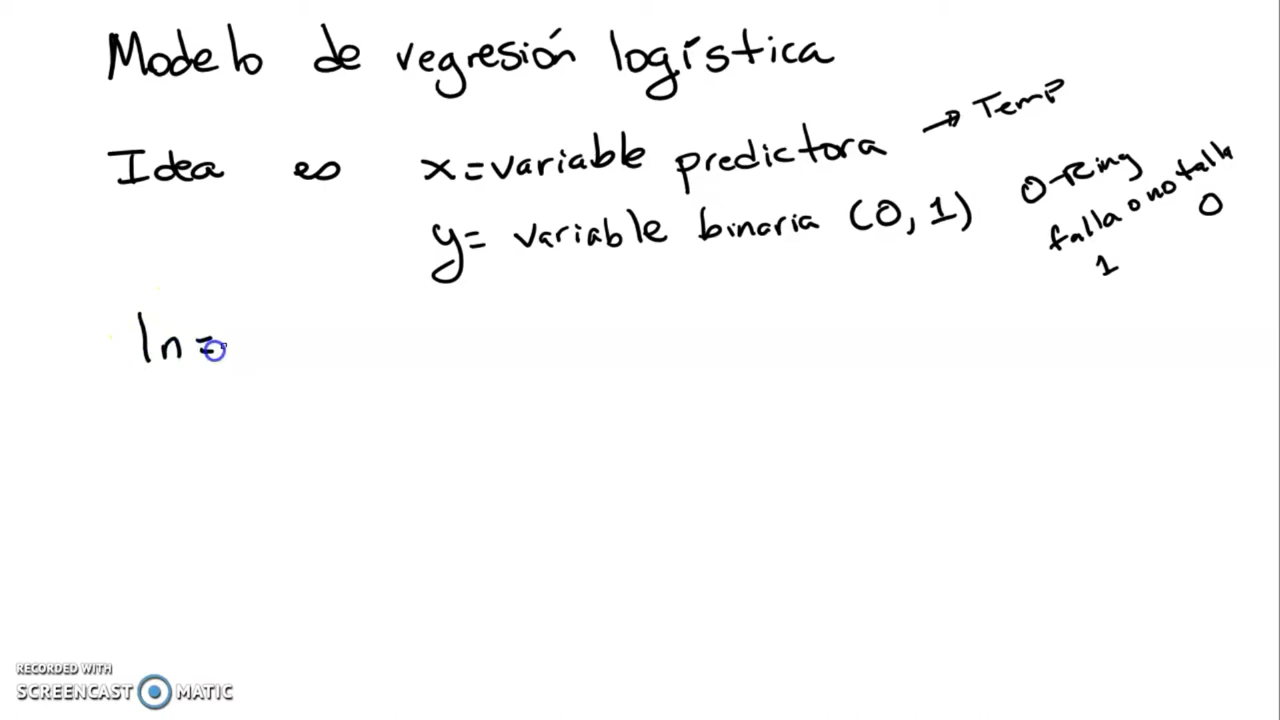 Modelo de regresión logística
Idea es x=variable predictora → Temp
y= variable binaria (0, 1) O-Ring
falla o no falla
1 0
ln=
RECORDED WITH
SCREENCAST MATIC